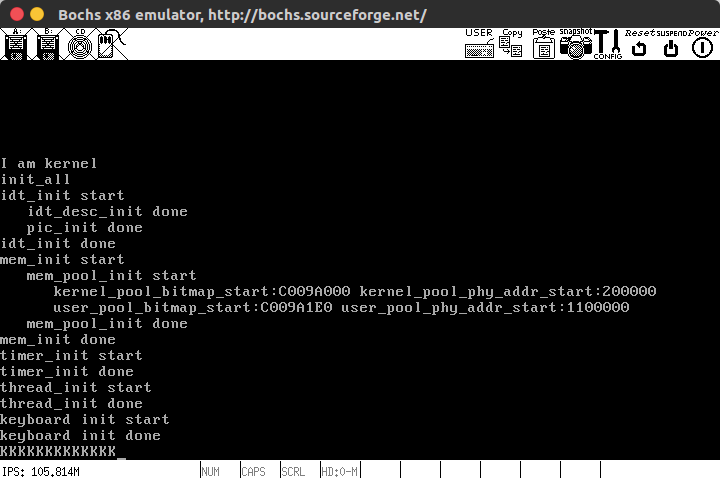 Bochs x86 emulator, http://bochs.sourceforge.net/
A: B: CD USER Copy Paste snapshot CONFIG Reset SUSPEND Power
I am kernel
init_all
idt_init start
   idt_desc_init done
   pic_init done
idt_init done
mem_init start
   mem_pool_init start
      kernel_pool_bitmap_start:C009A000 kernel_pool_phy_addr_start:200000
      user_pool_bitmap_start:C009A1E0 user_pool_phy_addr_start:1100000
   mem_pool_init done
mem_init done
timer_init start
timer_init done
thread_init start
thread_init done
keyboard init start
keyboard init done
KKKKKKKKKKKKK_
IPS: 105.814M NUM CAPS SCRL HD:0-M